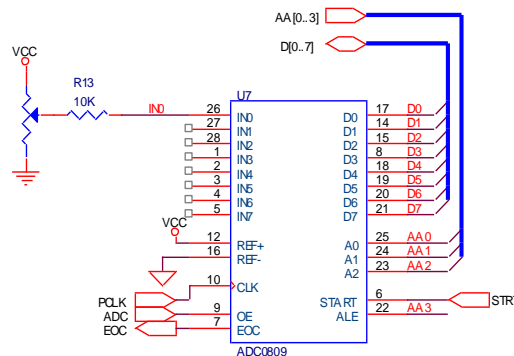 AA[0..3]
D[0..7]
VCC
R13
10K
IN0
U7
26 IN0 D0 17 D0
27 IN1 D1 14 D1
28 IN2 D2 15 D2
1 IN3 D3 8 D3
2 IN4 D4 18 D4
3 IN5 D5 19 D5
4 IN6 D6 20 D6
5 IN7 D7 21 D7
VCC
12 REF+ A0 25 AA0
16 REF- A1 24 AA1
A2 23 AA2
10 CLK
PCLK START 6 STR
ADC 9 OE ALE 22 AA3
EOC 7 EOC
ADC0809